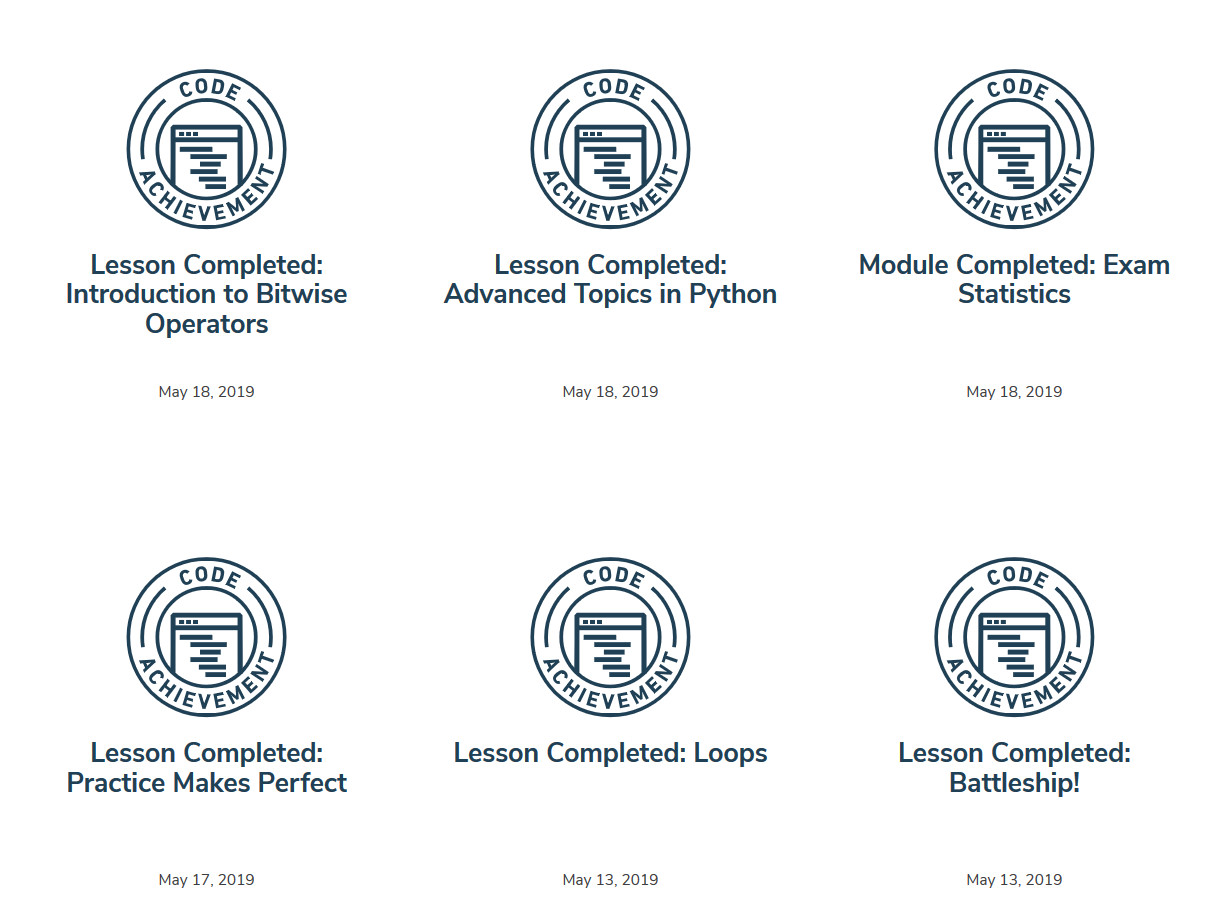 CODE
ACHIEVEMENT
Lesson Completed:
Introduction to Bitwise
Operators
May 18, 2019
CODE
ACHIEVEMENT
Lesson Completed:
Advanced Topics in Python
May 18, 2019
CODE
ACHIEVEMENT
Module Completed: Exam
Statistics
May 18, 2019
CODE
ACHIEVEMENT
Lesson Completed:
Practice Makes Perfect
May 17, 2019
CODE
ACHIEVEMENT
Lesson Completed: Loops
May 13, 2019
CODE
ACHIEVEMENT
Lesson Completed:
Battleship!
May 13, 2019